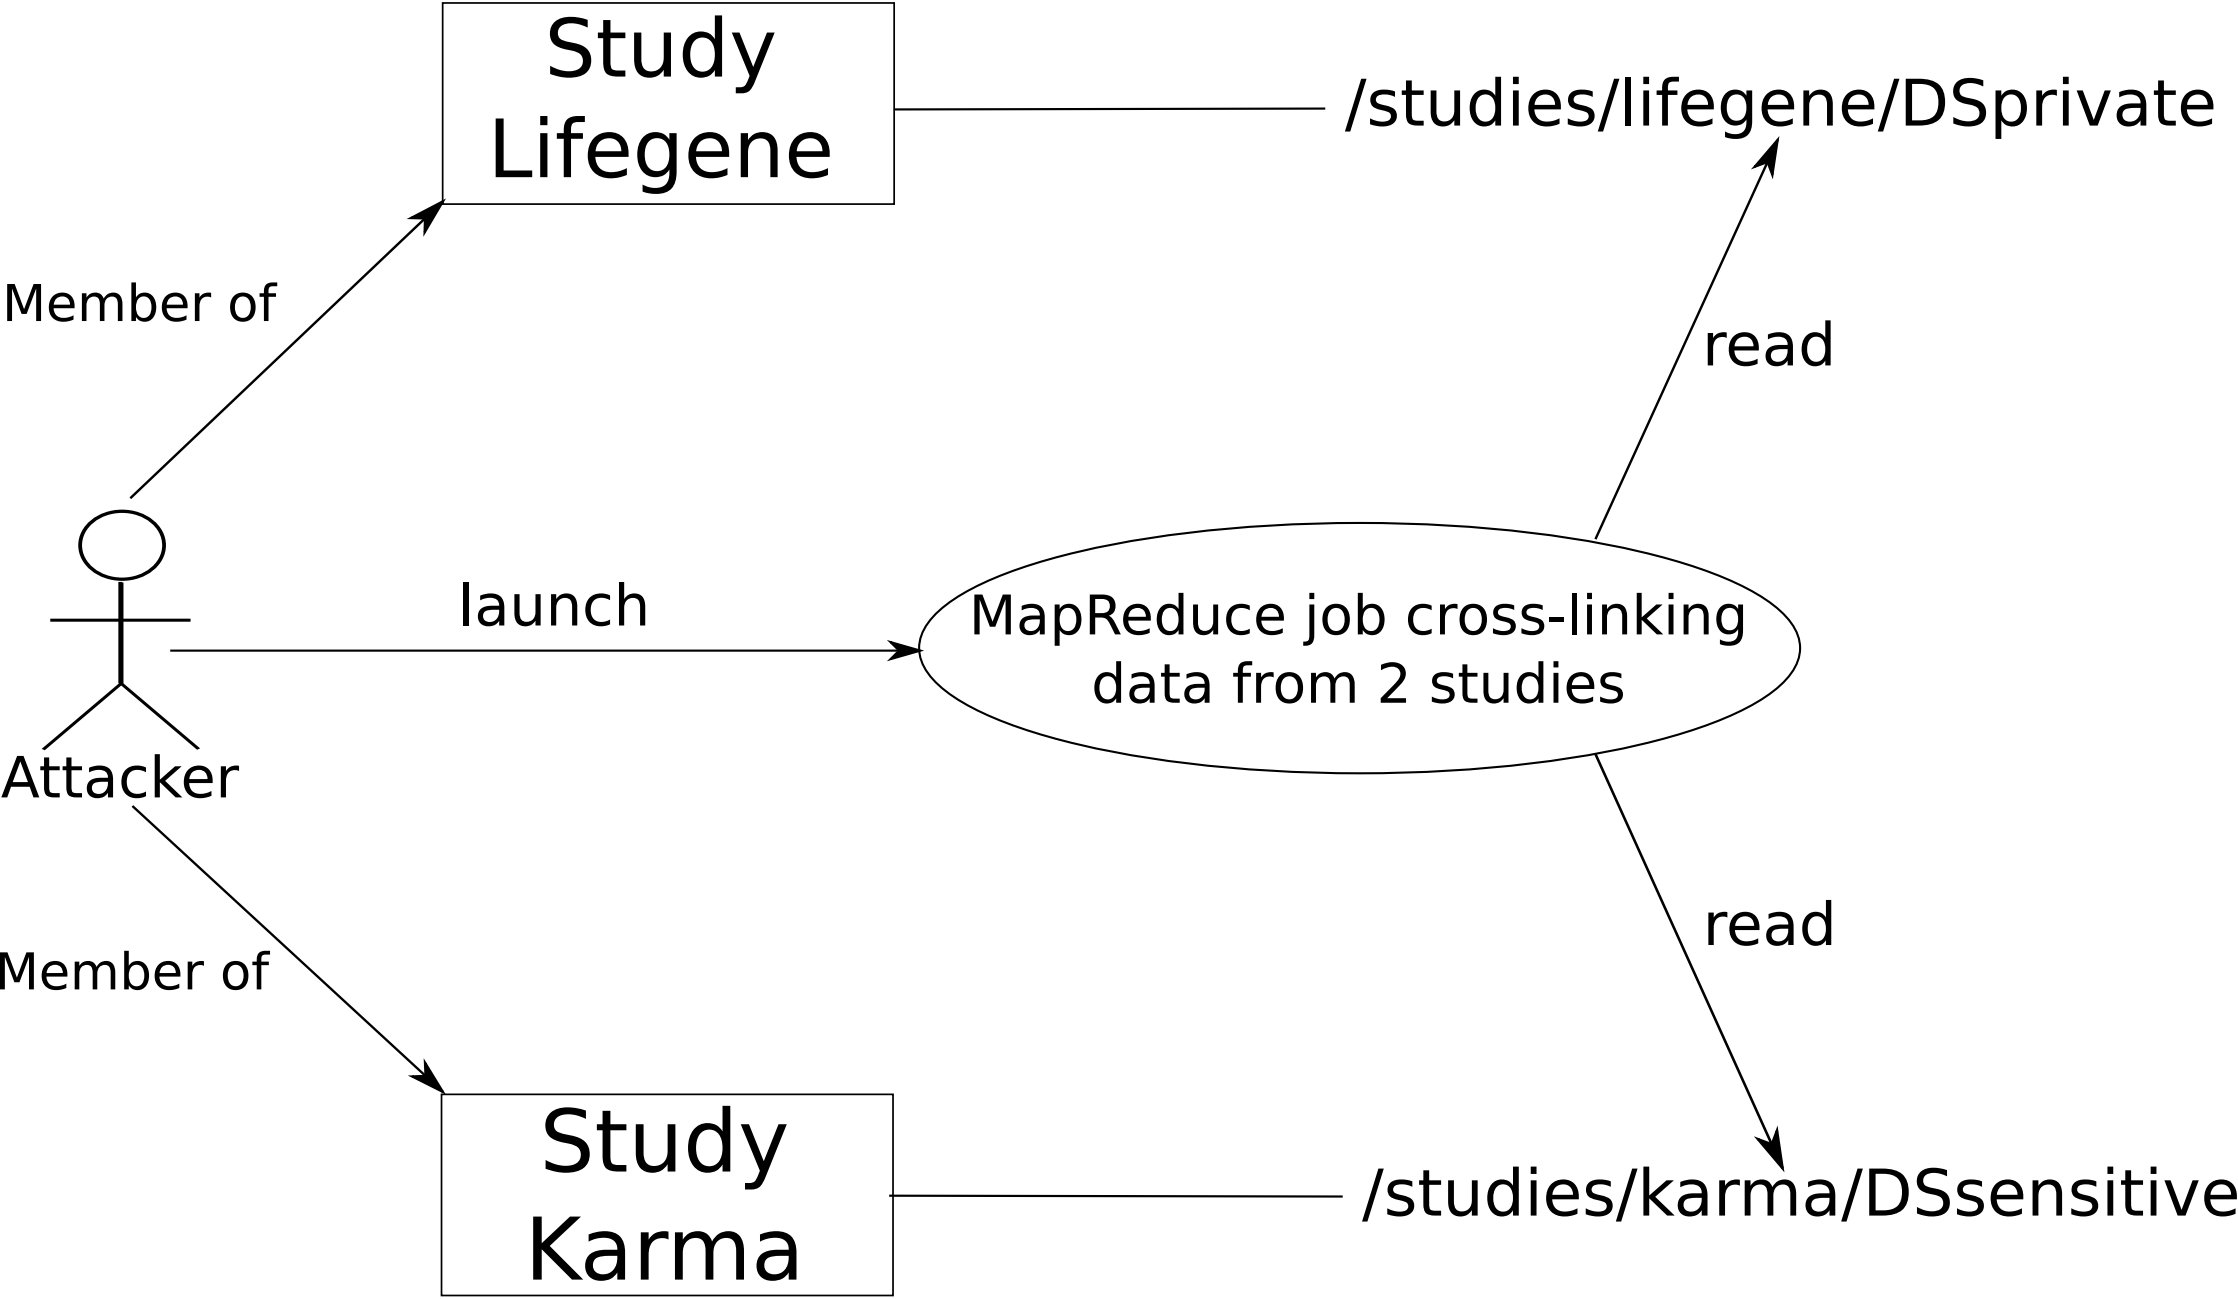 Study
Lifegene
/studies/lifegene/DSprivate
Member of
read
launch
MapReduce job cross-linking
data from 2 studies
Attacker
read
Member of
Study
Karma
/studies/karma/DSsensitive